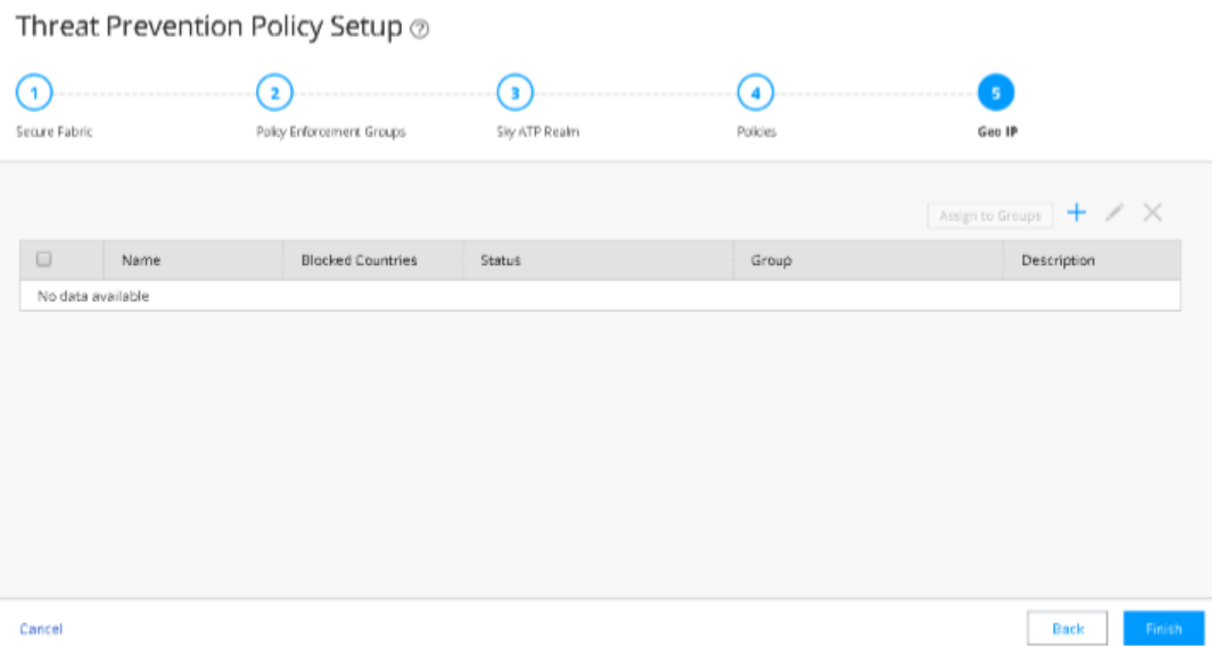 Threat Prevention Policy Setup ?
1 2 3 4 5
Secure Fabric Policy Enforcement Groups Sky ATP Realm Policies Geo IP
Assign to Groups
Name Blocked Countries Status Group Description
No data available
Cancel Back Finish